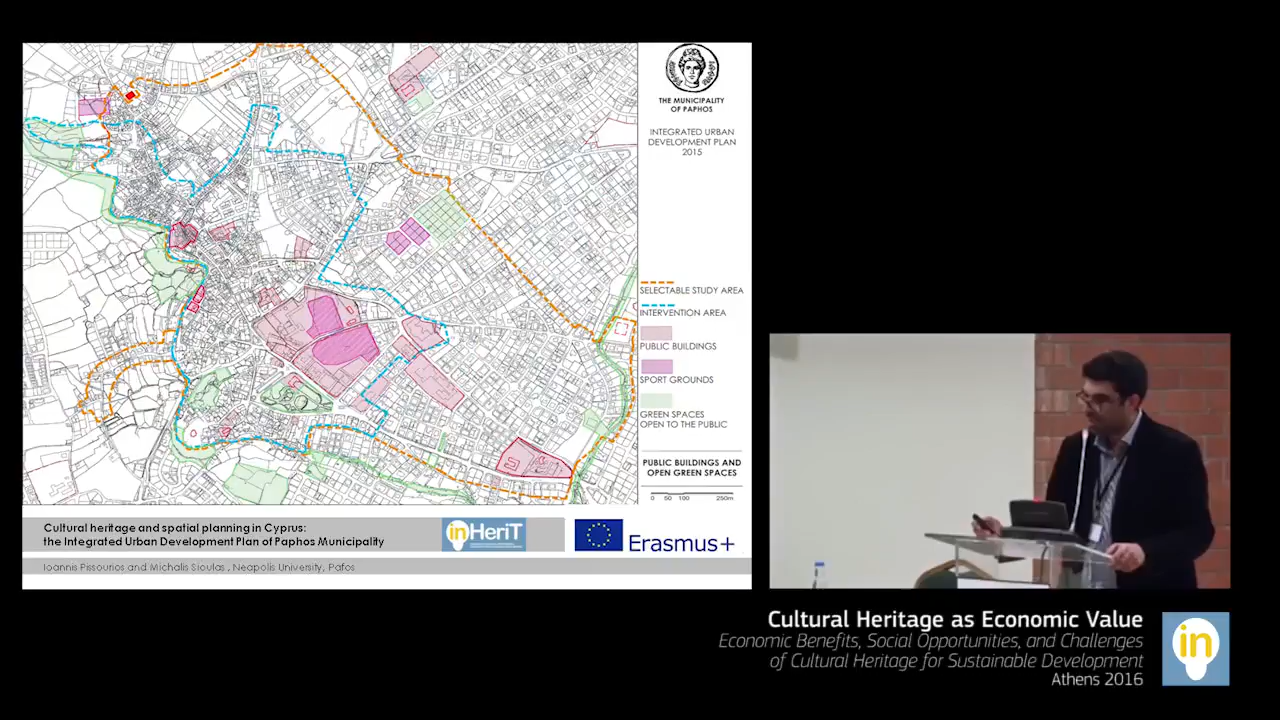 THE MUNICIPALITY
OF PAPHOS
INTEGRATED URBAN
DEVELOPMENT PLAN
2015
SELECTABLE STUDY AREA
INTERVENTION AREA
PUBLIC BUILDINGS
SPORT GROUNDS
GREEN SPACES
OPEN TO THE PUBLIC
PUBLIC BUILDINGS AND
OPEN GREEN SPACES
0 50 100 250m
Cultural heritage and spatial planning in Cyprus:
the Integrated Urban Development Plan of Paphos Municipality
inHeriT
Erasmus+
Ioannis Pissourios and Michalis Sioulas, Neapolis University, Pafos
Cultural Heritage as Economic Value
Economic Benefits, Social Opportunities, and Challenges
of Cultural Heritage for Sustainable Development
Athens 2016
in